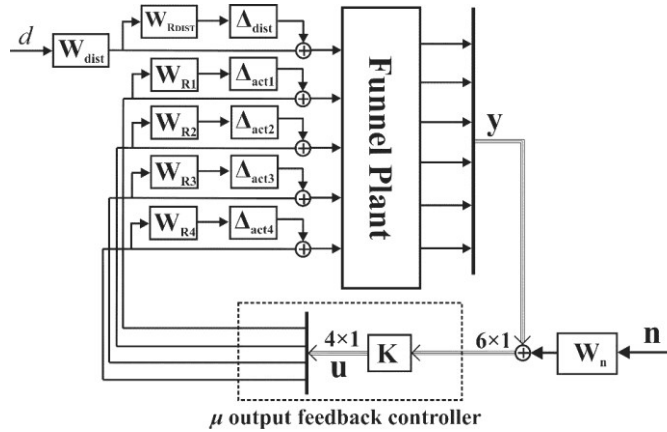 d
W_dist
W_RDIST
Δ_dist
W_R1
Δ_act1
W_R2
Δ_act2
W_R3
Δ_act3
W_R4
Δ_act4
Funnel Plant
y
4×1
u
K
6×1
W_n
n
μ output feedback controller